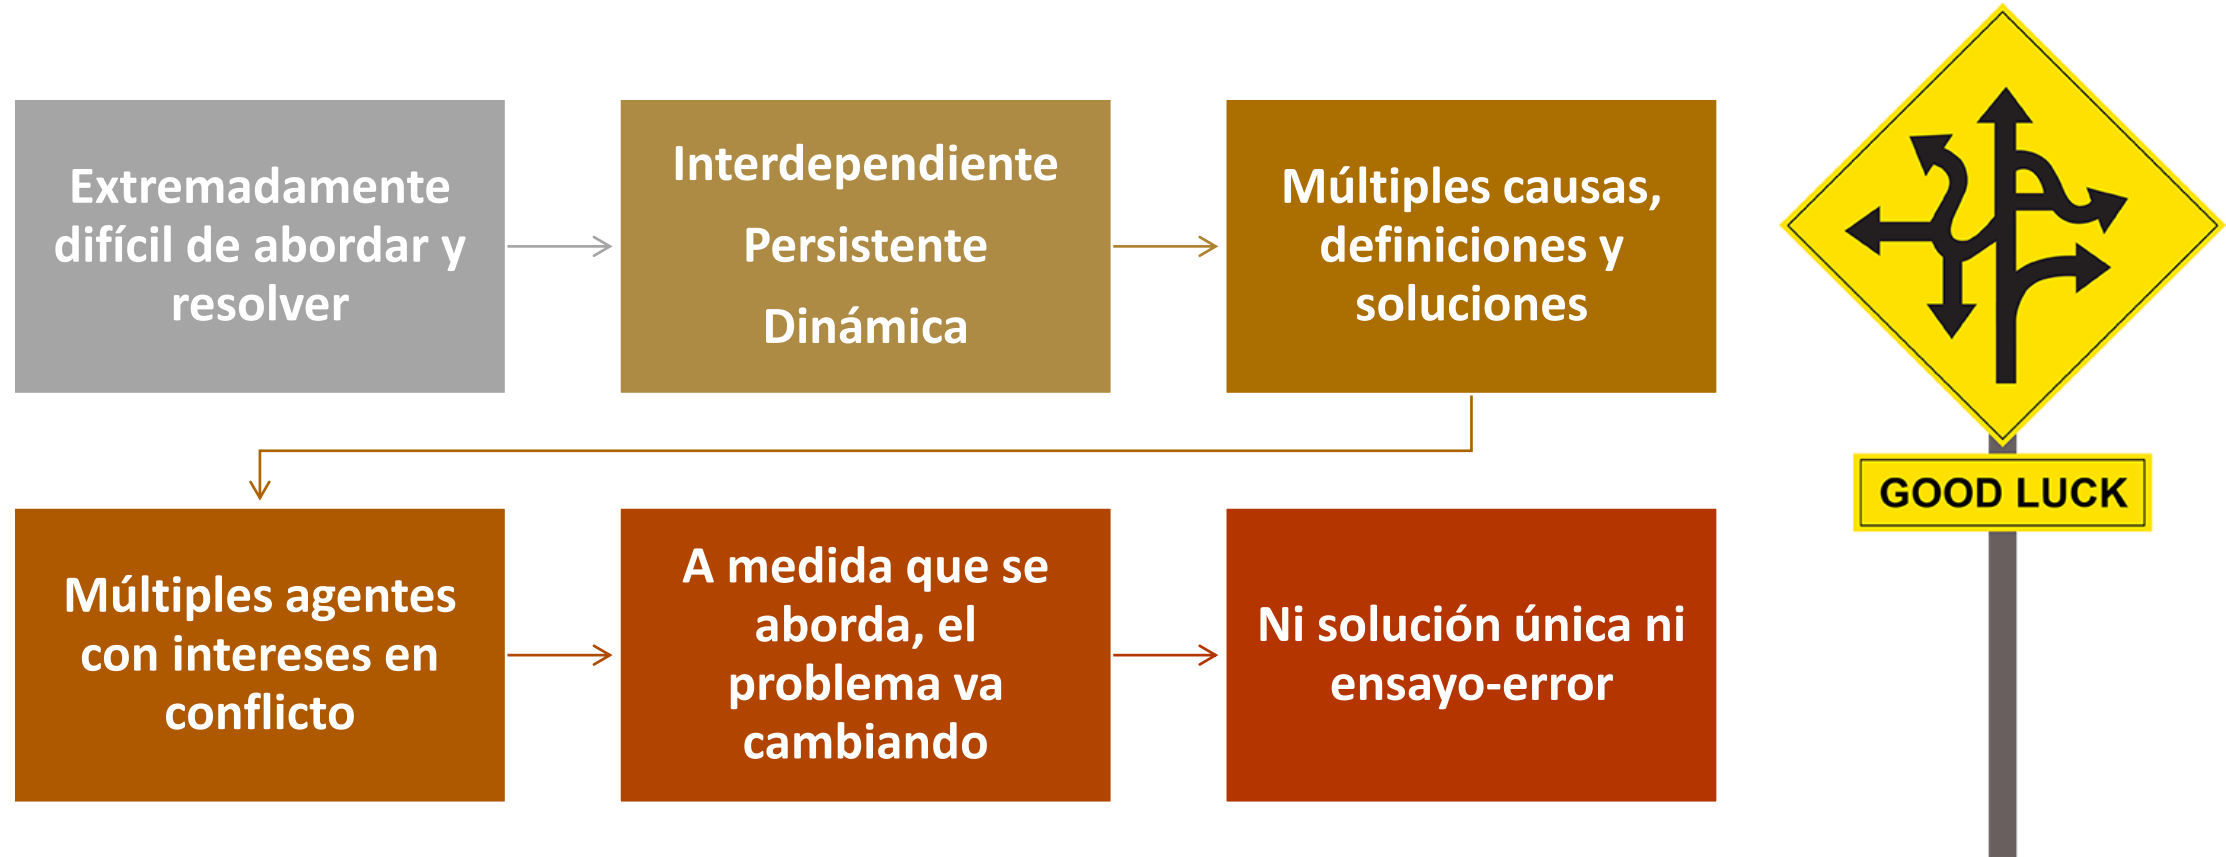 Extremadamente
difícil de abordar y
resolver
Interdependiente
Persistente
Dinámica
Múltiples causas,
definiciones y
soluciones
Múltiples agentes
con intereses en
conflicto
A medida que se
aborda, el
problema va
cambiando
Ni solución única ni
ensayo-error
GOOD LUCK